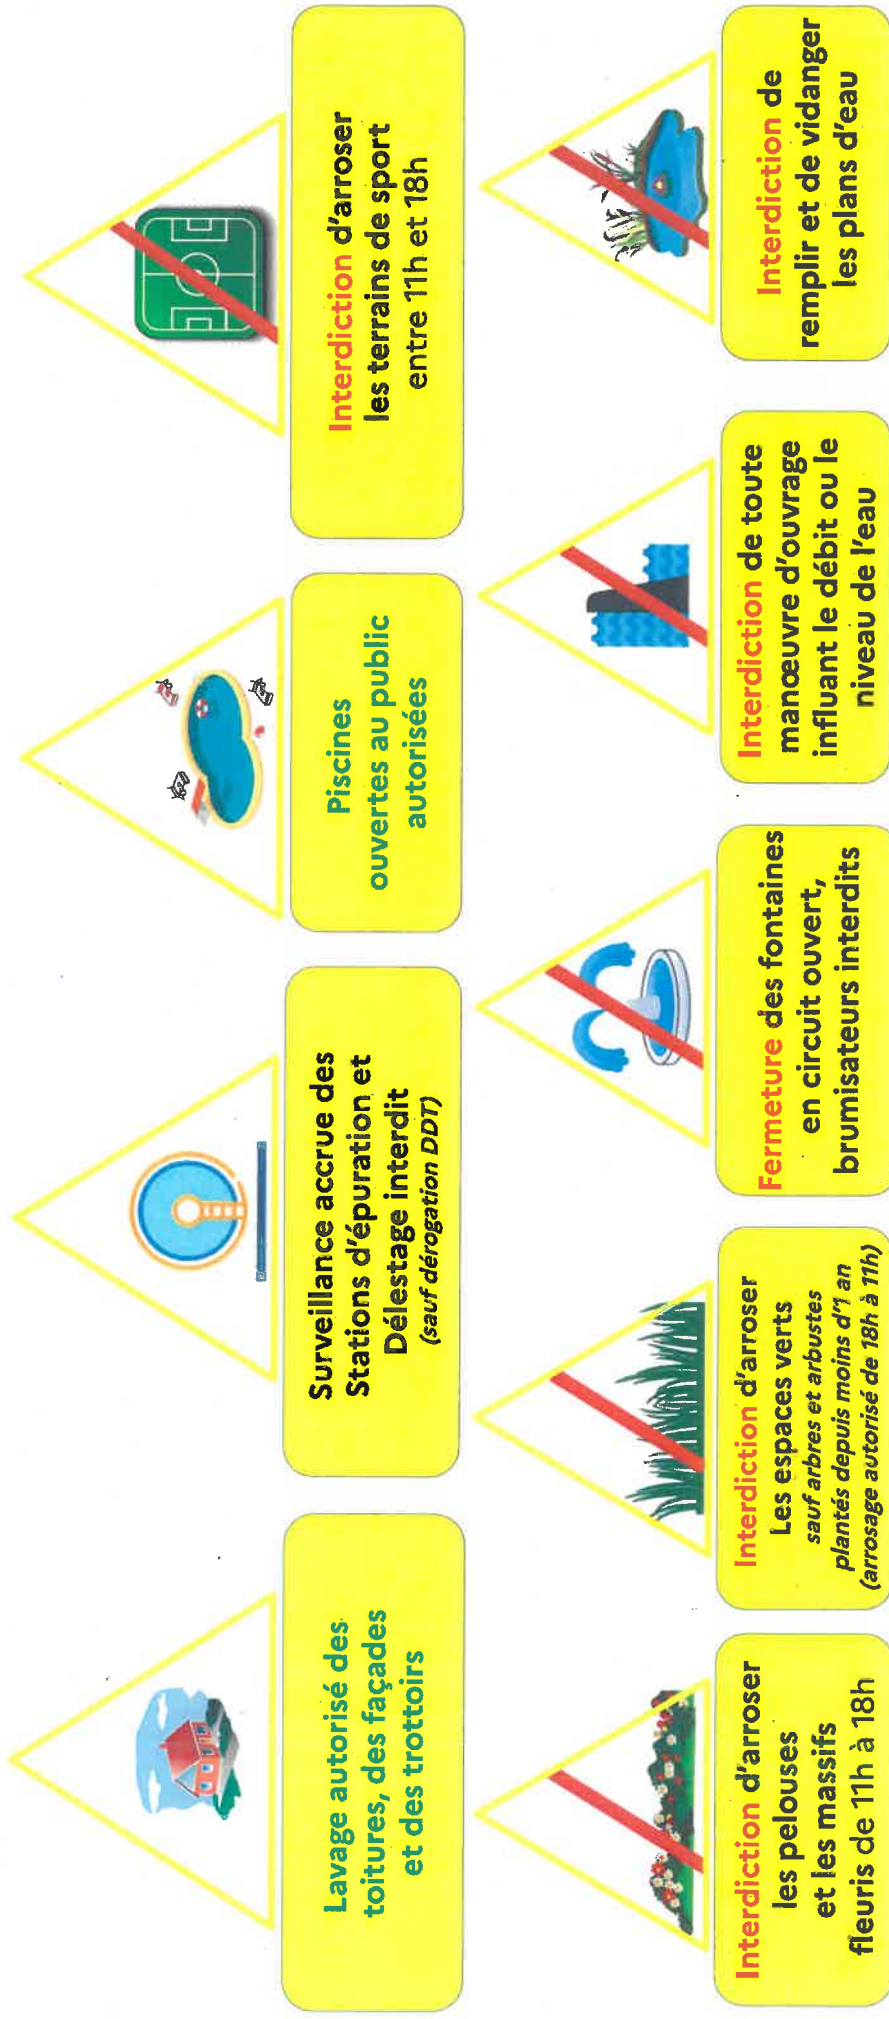 Lavage autorisé des
toitures, des façades
et des trottoirs
Surveillance accrue des
Stations d'épuration et
Délestage interdit
(sauf dérogation DDT)
Piscines
ouvertes au public
autorisées
Interdiction d'arroser
les terrains de sport
entre 11h et 18h
Interdiction d'arroser
les pelouses
et les massifs
fleuris de 11h à 18h
Interdiction d'arroser
Les espaces verts
sauf arbres et arbustes
plantés depuis moins d'1 an
(arrosage autorisé de 18h à 11h)
Fermeture des fontaines
en circuit ouvert,
brumisateurs interdits
Interdiction de toute
manœuvre d'ouvrage
influant le débit ou le
niveau de l'eau
Interdiction de
remplir et de vidanger
les plans d'eau